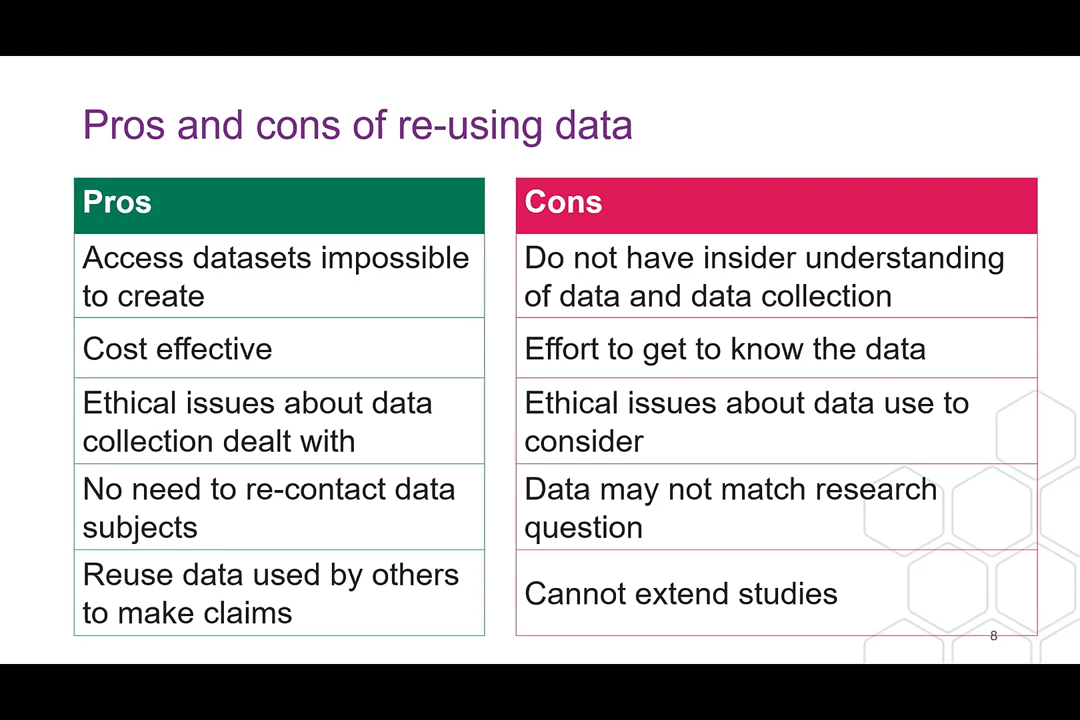 Pros and cons of re-using data
Pros
Access datasets impossible
to create
Cost effective
Ethical issues about data
collection dealt with
No need to re-contact data
subjects
Reuse data used by others
to make claims
Cons
Do not have insider understanding
of data and data collection
Effort to get to know the data
Ethical issues about data use to
consider
Data may not match research
question
Cannot extend studies
8